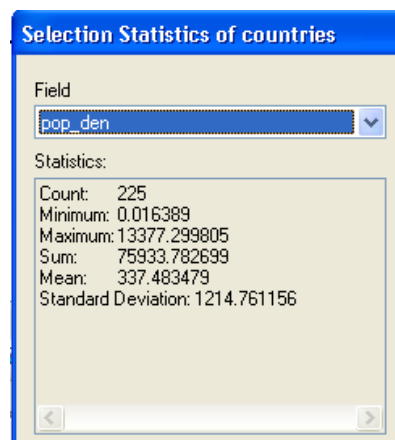 Selection Statistics of countries
Field
pop_den
Statistics:
Count: 225
Minimum: 0.016389
Maximum: 13377.299805
Sum: 75933.782699
Mean: 337.483479
Standard Deviation: 1214.761156